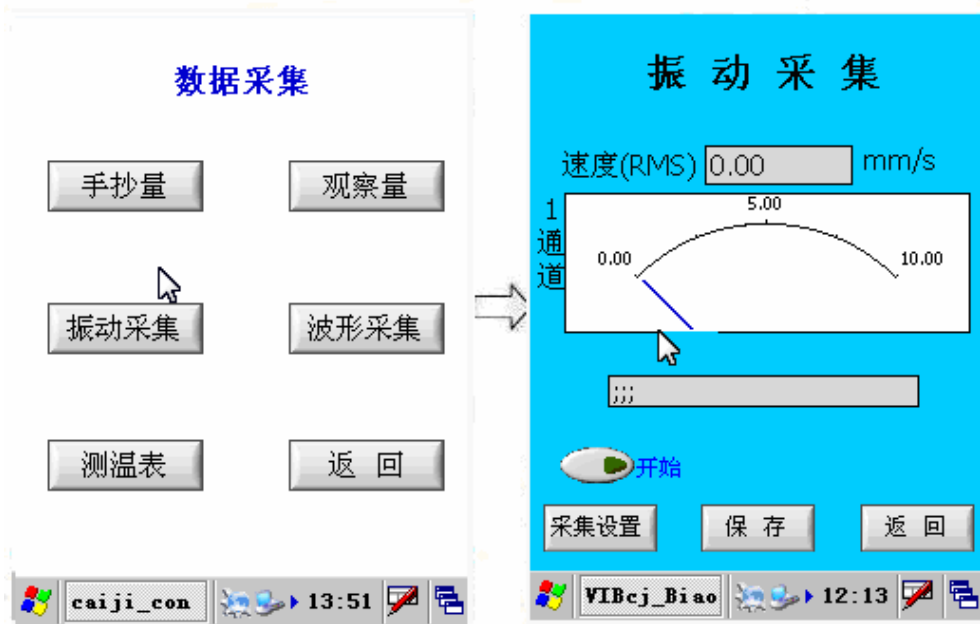 数据采集
手抄量
观察量
振动采集
波形采集
测温表
返 回
caiji_con
13:51
振 动 采 集
速度(RMS) 0.00 mm/s
1通道
5.00
0.00
10.00
;;;
开始
采集设置
保 存
返 回
VIBcj_Biao
12:13